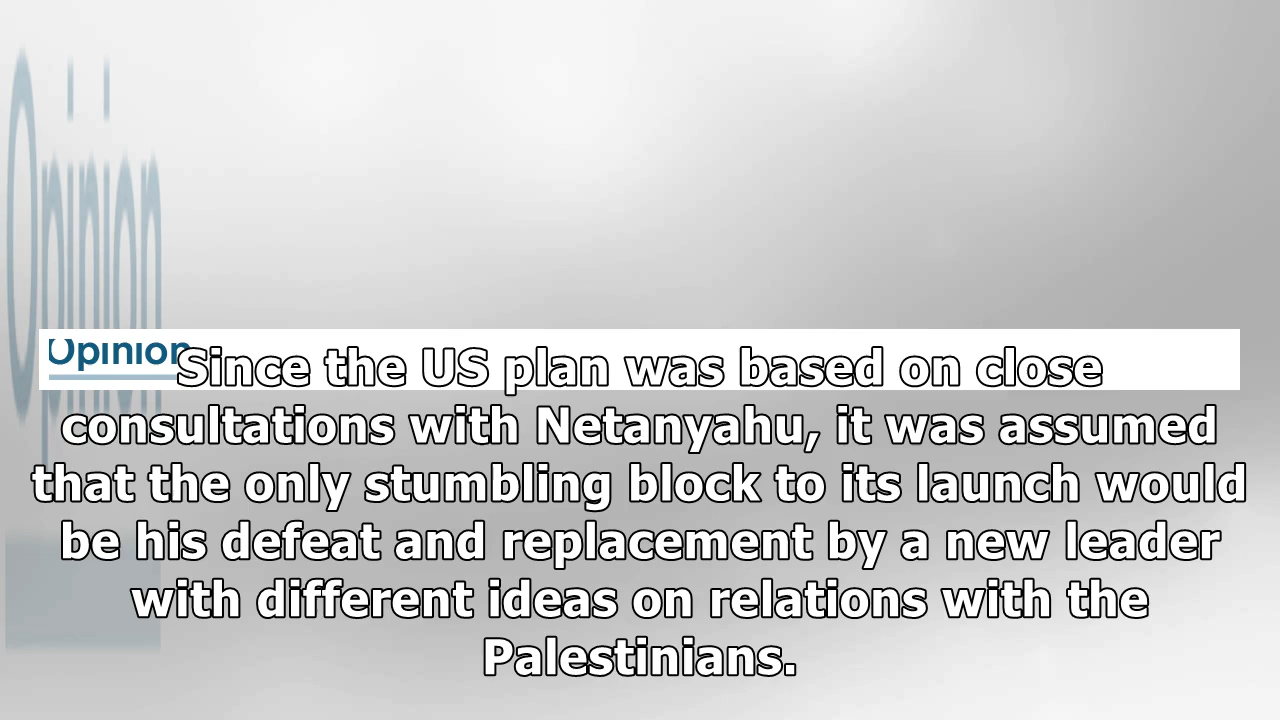 Opinion
Opinion
Since the US plan was based on close
consultations with Netanyahu, it was assumed
that the only stumbling block to its launch would
be his defeat and replacement by a new leader
with different ideas on relations with the
Palestinians.